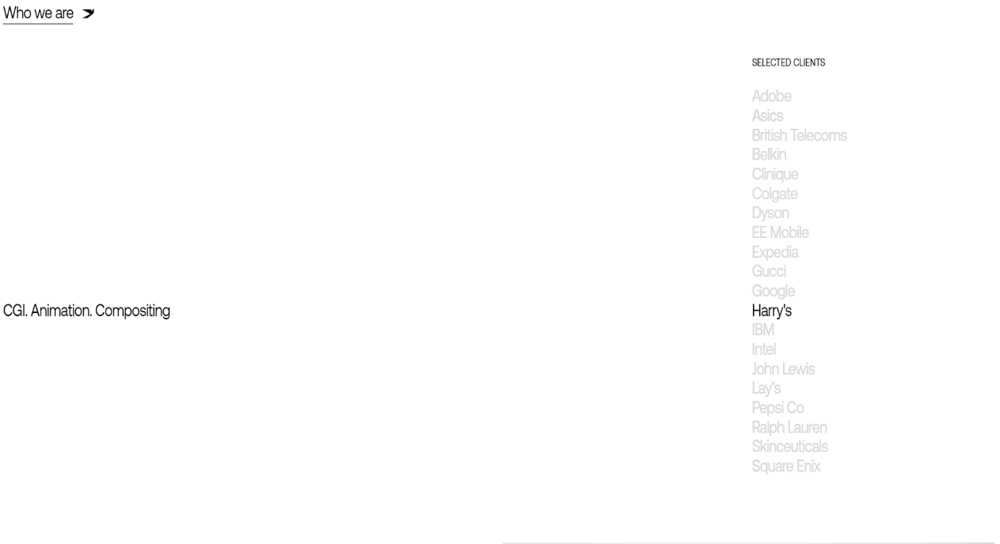 Who we are
SELECTED CLIENTS
Adobe
Asics
British Telecoms
Belkin
Clinique
Colgate
Dyson
EE Mobile
Expedia
Gucci
Google
CGI. Animation. Compositing
Harry's
IBM
Intel
John Lewis
Lay’s
Pepsi Co
Ralph Lauren
Skinceuticals
Square Enix